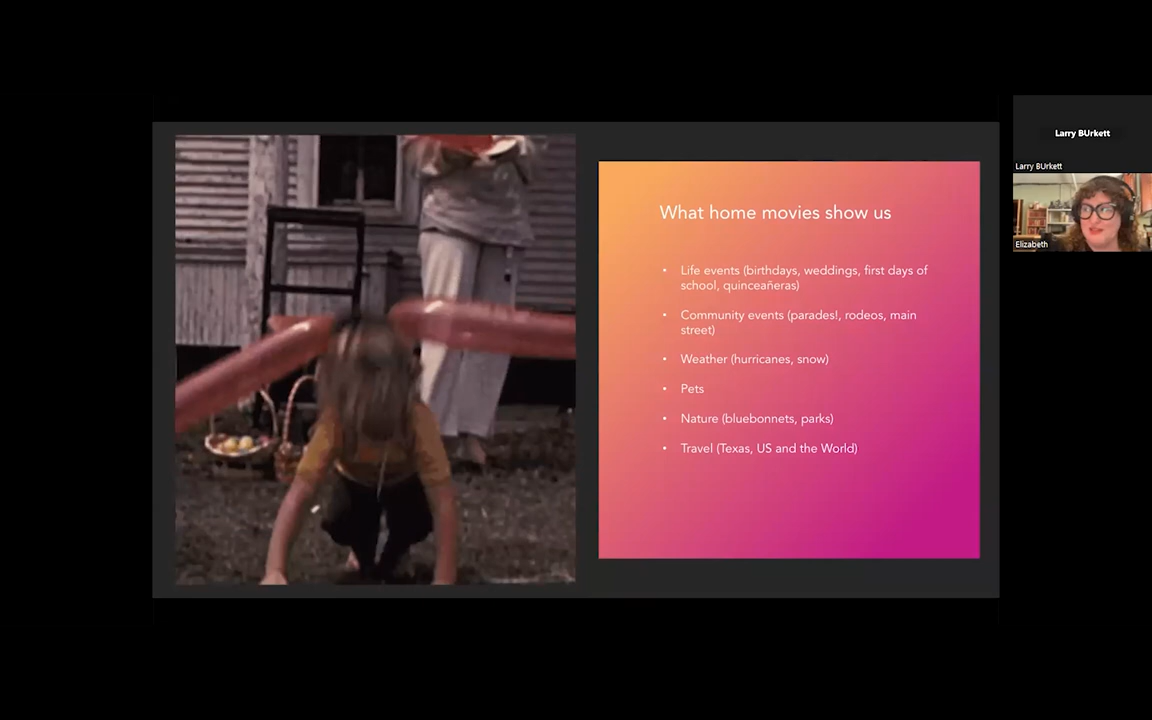 What home movies show us
• Life events (birthdays, weddings, first days of
school, quinceañeras)
• Community events (parades!, rodeos, main
street)
• Weather (hurricanes, snow)
• Pets
• Nature (bluebonnets, parks)
• Travel (Texas, US and the World)
Larry BUrkett
Larry BUrkett
Elizabeth